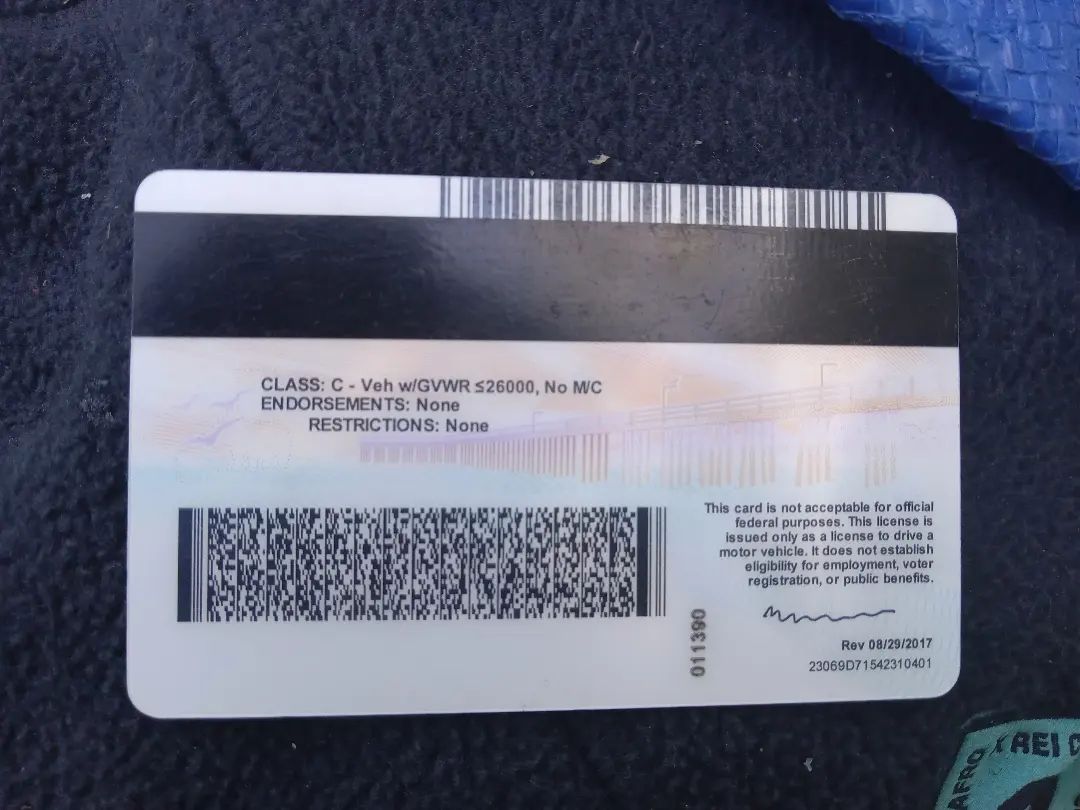 CLASS: C - Veh w/GVWR ≤26000, No M/C
ENDORSEMENTS: None
RESTRICTIONS: None
This card is not acceptable for official
federal purposes. This license is
issued only as a license to drive a
motor vehicle. It does not establish
eligibility for employment, voter
registration, or public benefits.
011390
Rev 08/29/2017
23069D71542310401
AFRO
REI